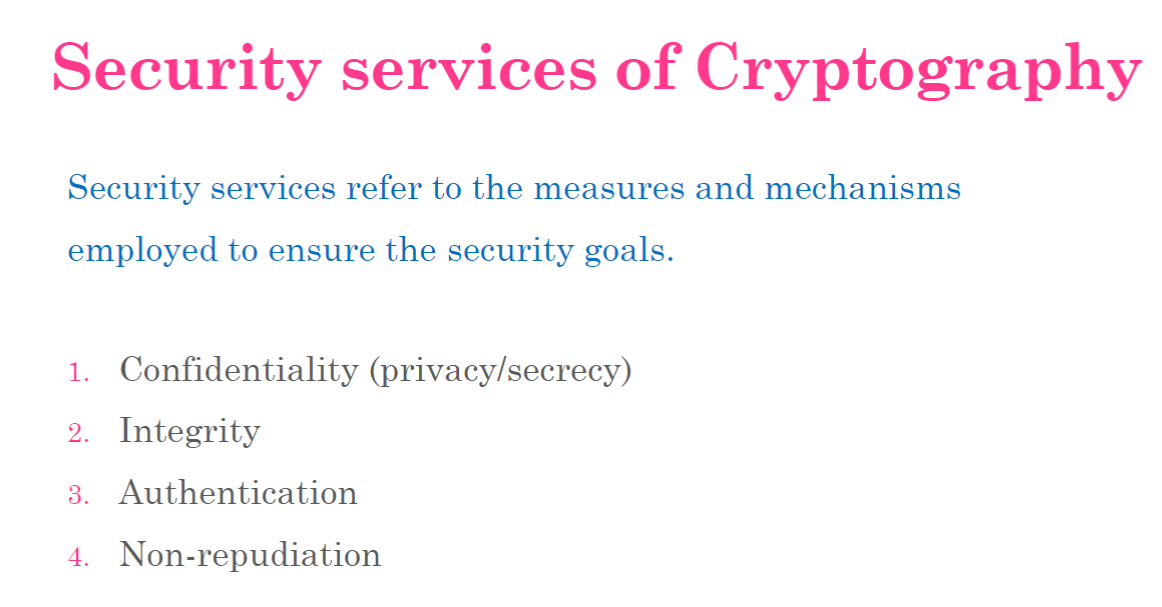 Security services of Cryptography
Security services refer to the measures and mechanisms
employed to ensure the security goals.
1. Confidentiality (privacy/secrecy)
2. Integrity
3. Authentication
4. Non-repudiation